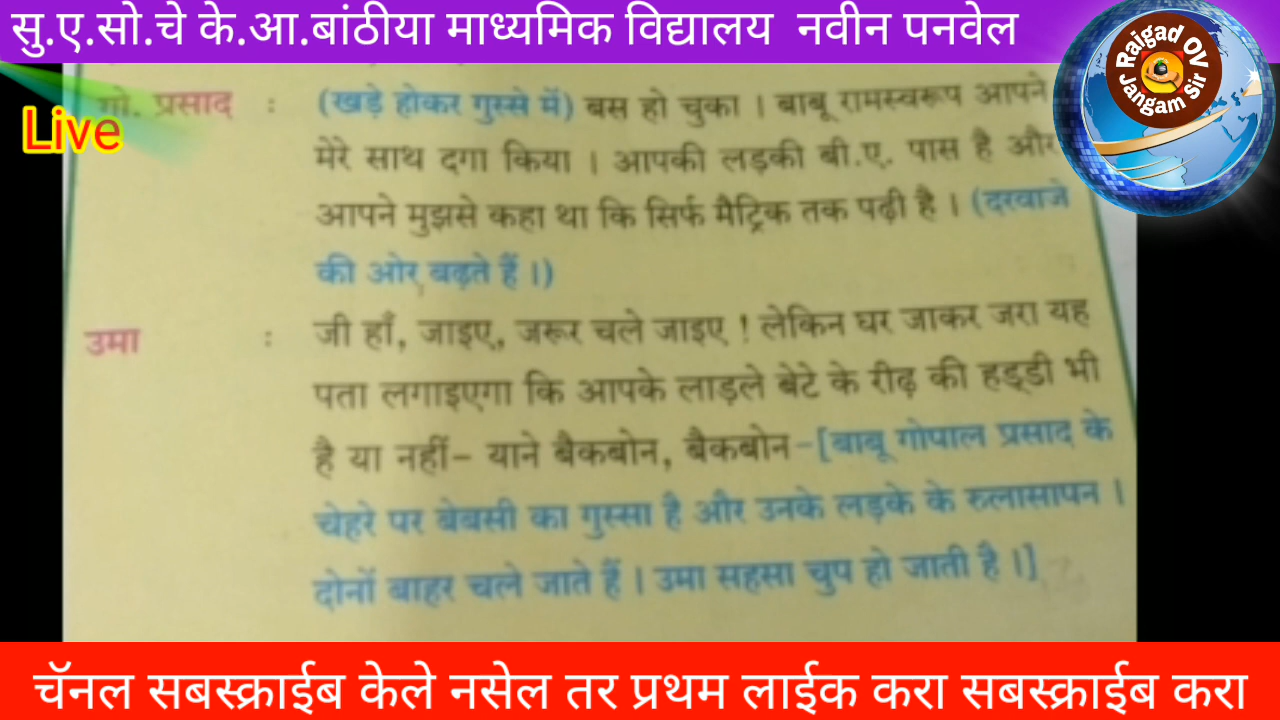 सु.ए.सो.चे के.आ.बांठीया माध्यमिक विद्यालय नवीन पनवेल
Raigad OV
Jangam Sir
Live
गो. प्रसाद : (खड़े होकर गुस्से में) बस हो चुका । बाबू रामस्वरूप आपने
मेरे साथ दगा किया । आपकी लड़की बी.ए. पास है और
आपने मुझसे कहा था कि सिर्फ मैट्रिक तक पढ़ी है । (दरवाजे
की ओर बढ़ते हैं ।)
उमा : जी हाँ, जाइए, जरूर चले जाइए ! लेकिन घर जाकर जरा यह
पता लगाइएगा कि आपके लाड़ले बेटे के रीढ़ की हड्डी भी
है या नहीं– याने बैकबोन, बैकबोन–[बाबू गोपाल प्रसाद के
चेहरे पर बेबसी का गुस्सा है और उनके लड़के के रुलासापन ।
दोनों बाहर चले जाते हैं । उमा सहसा चुप हो जाती है ।]
चॅनल सबस्क्राईब केले नसेल तर प्रथम लाईक करा सबस्क्राईब करा